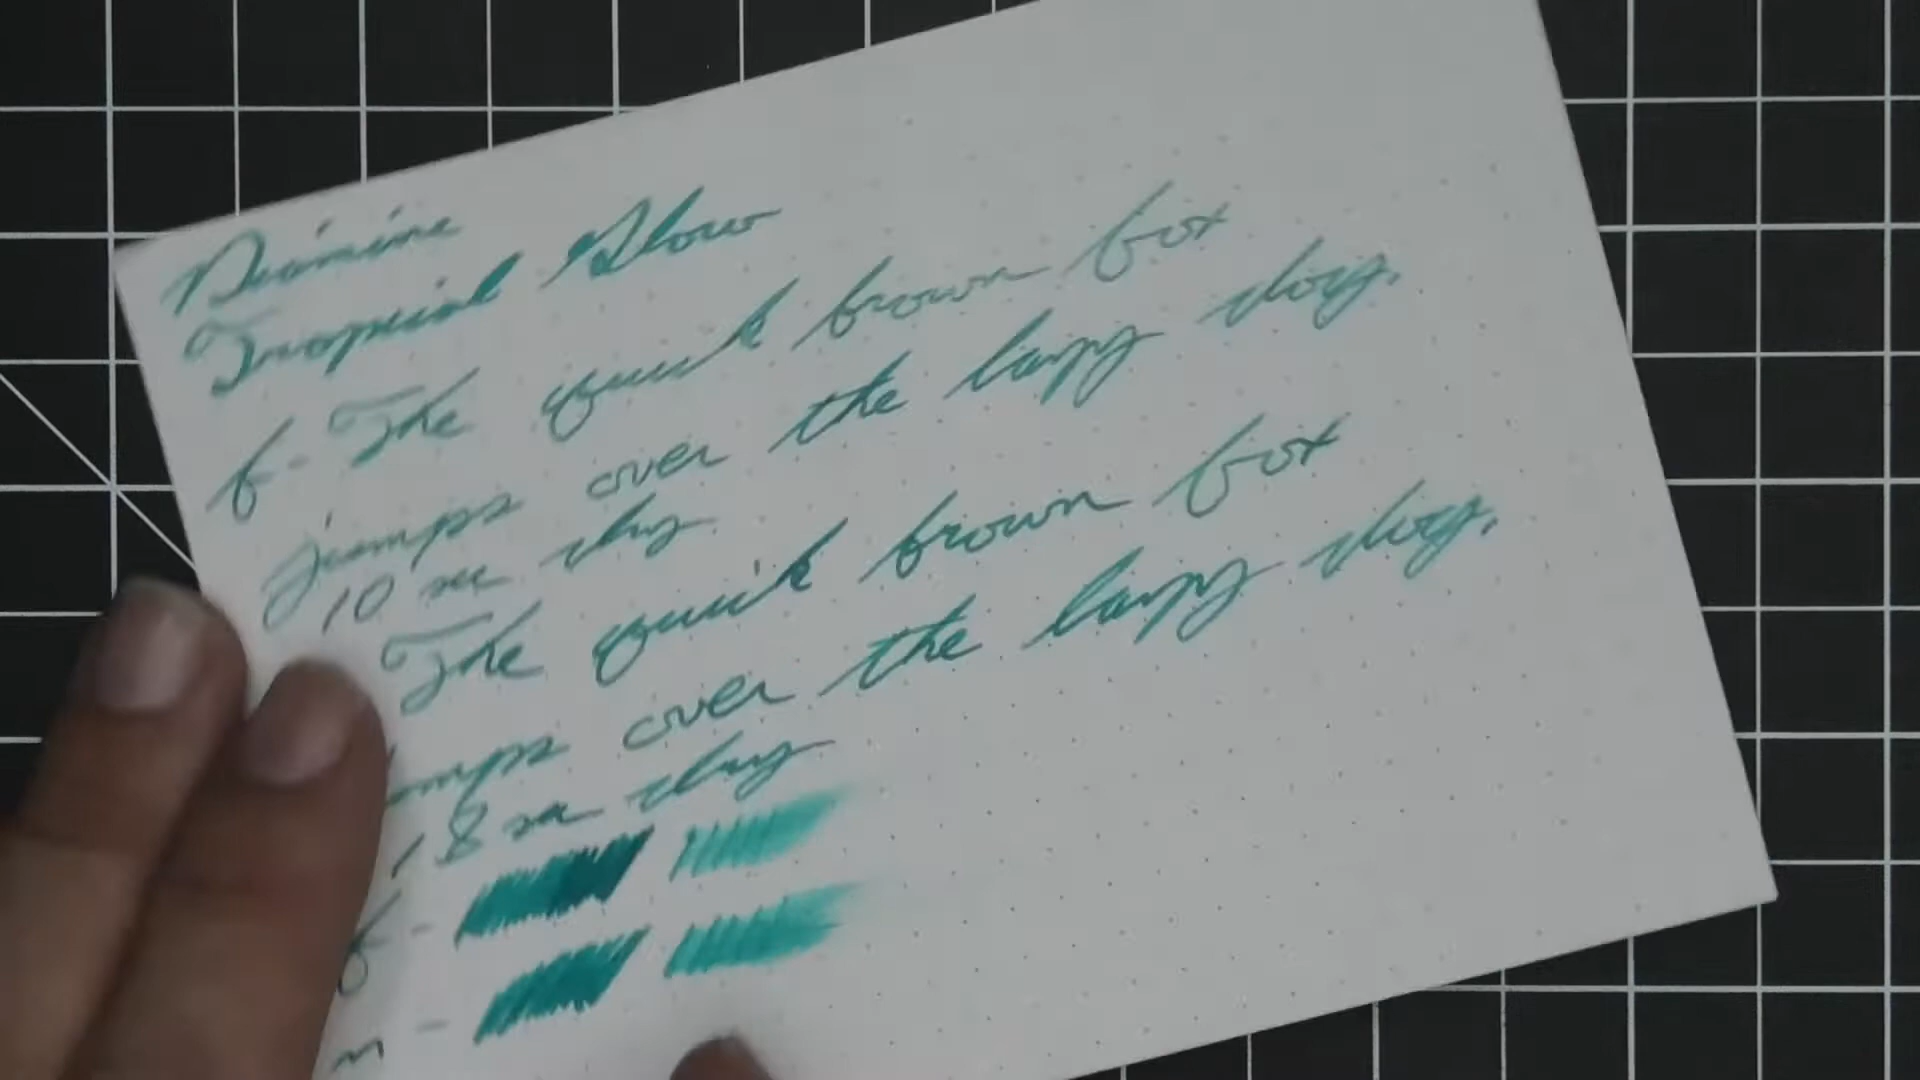 Diamine
Tropical Glow
f - The quick brown fox
jumps over the lazy dog.
10 sec dry
The quick brown fox
umps over the lazy dog.
18 sec dry
f -
m -